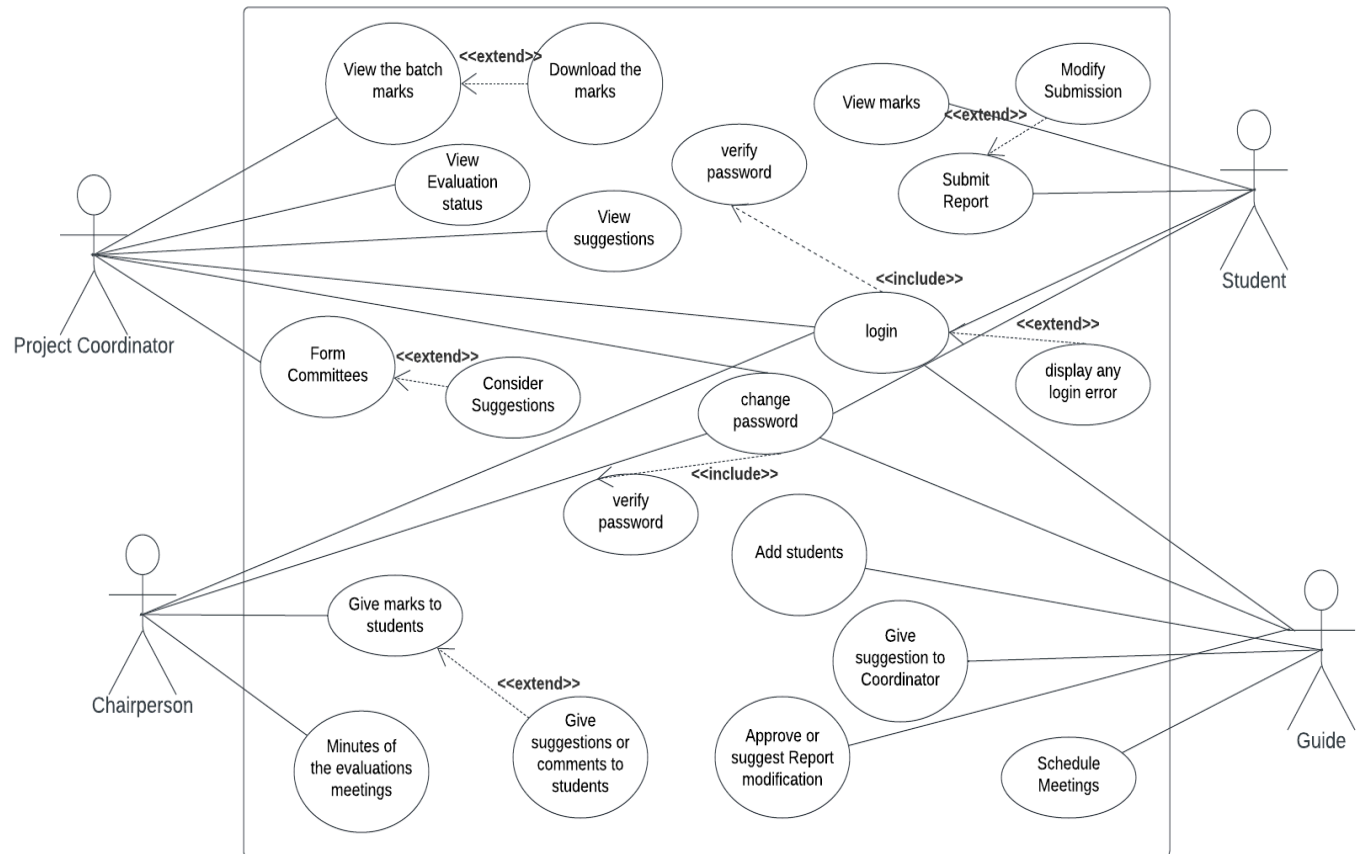 View the batch
marks
<<extend>>
Download the
marks
View marks
<<extend>>
Modify
Submission
verify
password
View
Evaluation
status
Submit
Report
View
suggestions
Student
<<include>>
login
<<extend>>
display any
login error
Project Coordinator
Form
Committees
<<extend>>
Consider
Suggestions
change
password
<<include>>
verify
password
Add students
Give marks to
students
Give
suggestion to
Coordinator
<<extend>>
Chairperson
Minutes of
the evaluations
meetings
Give
suggestions or
comments to
students
Approve or
suggest Report
modification
Schedule
Meetings
Guide